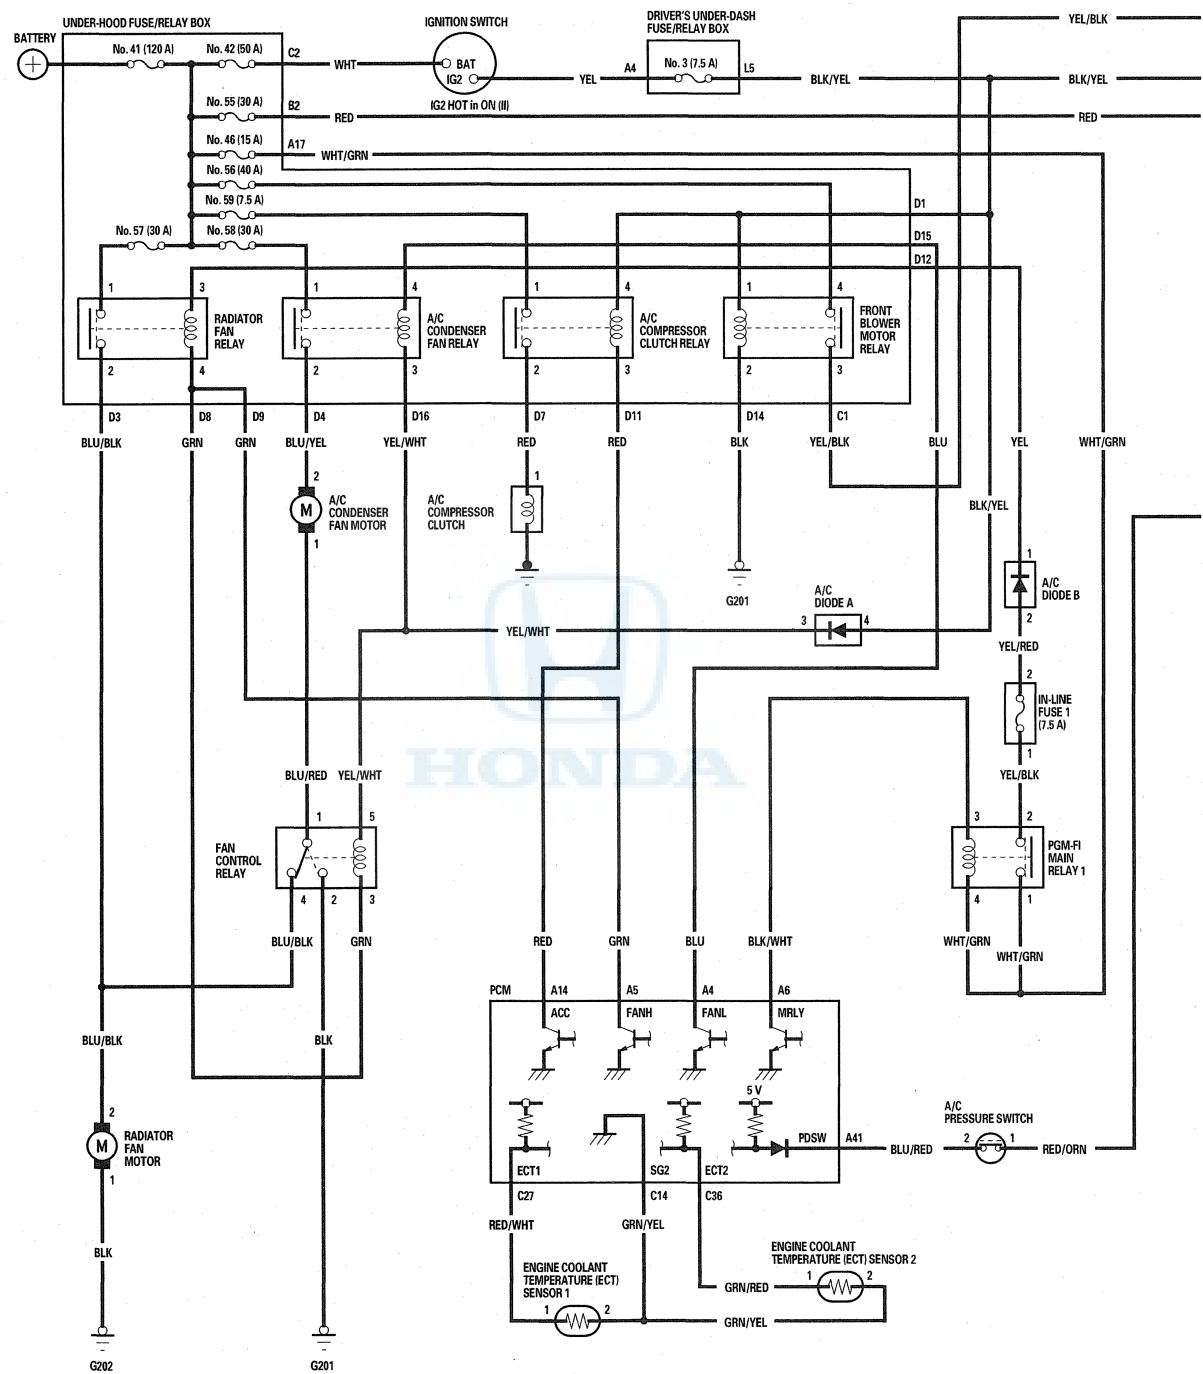 UNDER-HOOD FUSE/RELAY BOX
IGNITION SWITCH
DRIVER'S UNDER-DASH
FUSE/RELAY BOX
YEL/BLK
BATTERY
No. 41 (120 A)
No. 42 (50 A)
C2
WHT
BAT
IG2
YEL
A4
No. 3 (7.5 A)
L5
BLK/YEL
BLK/YEL
IG2 HOT in ON (II)
No. 55 (30 A)
B2
RED
RED
No. 46 (15 A)
A17
WHT/GRN
No. 56 (40 A)
No. 59 (7.5 A)
D1
No. 57 (30 A)
No. 58 (30 A)
D15
D12
1
3
1
4
1
4
1
4
RADIATOR
FAN
RELAY
A/C
CONDENSER
FAN RELAY
A/C
COMPRESSOR
CLUTCH RELAY
FRONT
BLOWER
MOTOR
RELAY
2
4
2
3
2
3
2
3
D3
D8
D9
D4
D16
D7
D11
D14
C1
BLU/BLK
GRN
GRN
BLU/YEL
YEL/WHT
RED
RED
BLK
YEL/BLK
BLU
YEL
WHT/GRN
2
M
1
A/C
CONDENSER
FAN MOTOR
A/C
COMPRESSOR
CLUTCH
1
BLK/YEL
G201
1
A/C
DIODE B
2
A/C
DIODE A
3
4
YEL/WHT
YEL/RED
2
IN-LINE
FUSE 1
(7.5 A)
1
HONDA
BLU/RED
YEL/WHT
YEL/BLK
1
5
FAN
CONTROL
RELAY
4
2
3
3
2
PGM-FI
MAIN
RELAY 1
4
1
BLU/BLK
GRN
RED
GRN
BLU
BLK/WHT
WHT/GRN
WHT/GRN
PCM
A14
A5
A4
A6
ACC
FANH
FANL
MRLY
BLU/BLK
BLK
5 V
2
M
1
RADIATOR
FAN
MOTOR
PDSW
A41
BLU/RED
A/C
PRESSURE SWITCH
2
1
RED/ORN
ECT1
SG2
ECT2
C27
C14
C36
RED/WHT
GRN/YEL
BLK
ENGINE COOLANT
TEMPERATURE (ECT)
SENSOR 1
1
2
ENGINE COOLANT
TEMPERATURE (ECT) SENSOR 2
1
2
GRN/RED
GRN/YEL
G202
G201